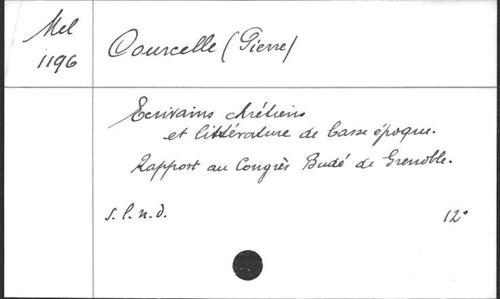 Mel
1196
Courcelle (Pierre)
Ecrivains chrétiens
et littérature de basse époque.
Rapport au Congrès Budé de Grenoble.
s.l.n.d.
12°